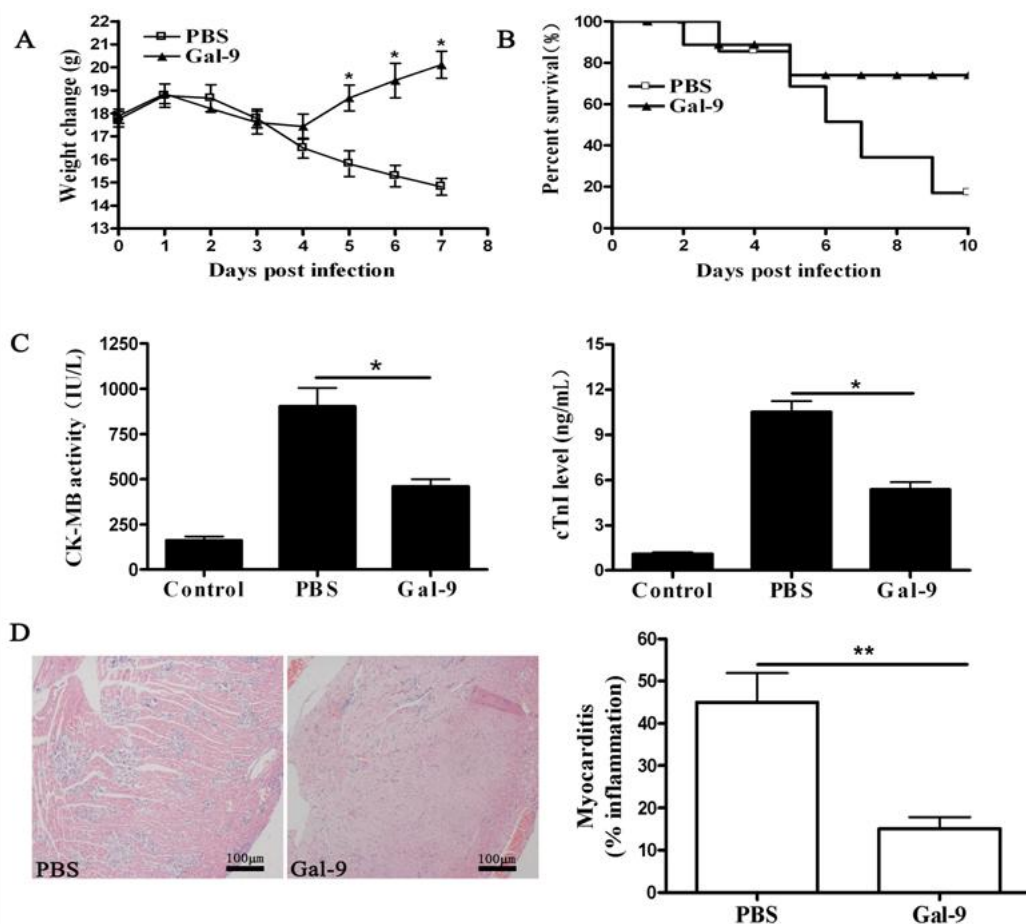 A
22
21
20
19
18
17
16
15
14
13
Weight change (g)
PBS
Gal-9
*
*
*
0 1 2 3 4 5 6 7 8
Days post infection
B
100
80
60
40
20
0
Percent survival(%)
PBS
Gal-9
0 2 4 6 8 10
Days post infection
C
1250
1000
750
500
250
0
CK-MB activity (IU/L)
*
Control PBS Gal-9
15
12
9
6
3
0
cTnI level (ng/mL)
*
Control PBS Gal-9
D
PBS
100μm
Gal-9
100μm
60
50
40
30
20
10
0
Myocarditis
(% inflammation)
**
PBS Gal-9